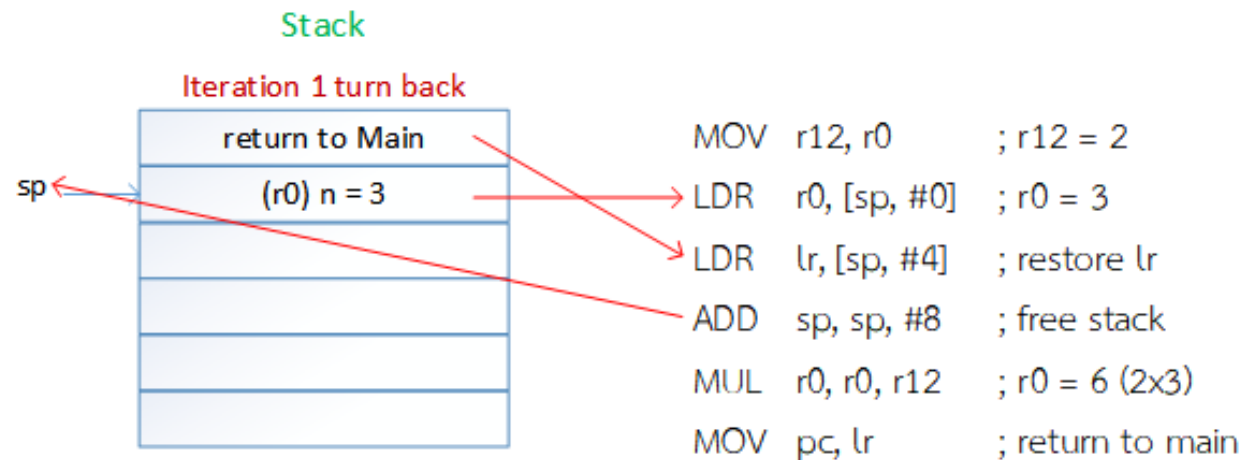 Stack
Iteration 1 turn back
return to Main
sp
(r0) n = 3
MOV r12, r0 ; r12 = 2
LDR r0, [sp, #0] ; r0 = 3
LDR lr, [sp, #4] ; restore lr
ADD sp, sp, #8 ; free stack
MUL r0, r0, r12 ; r0 = 6 (2x3)
MOV pc, lr ; return to main